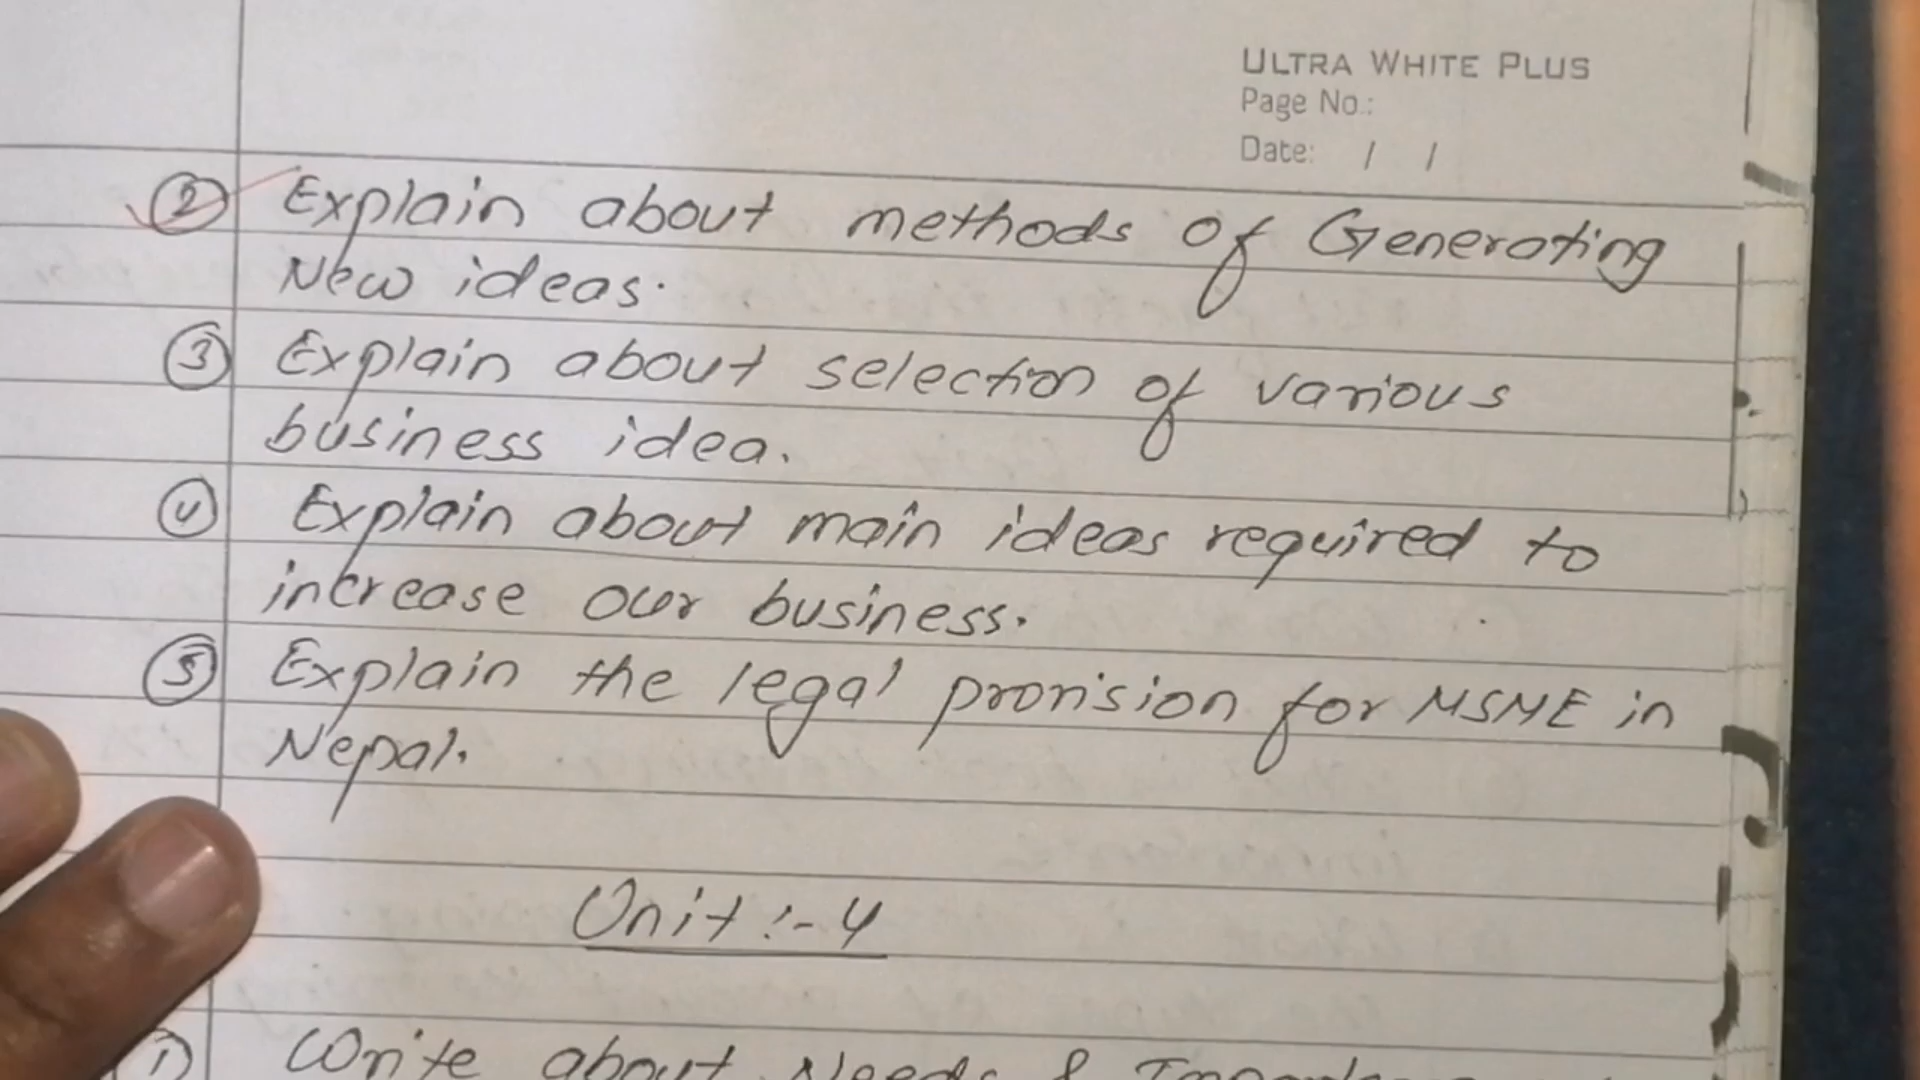 ULTRA WHITE PLUS
Page No.:
Date: / /
② Explain about methods of Generating
New ideas.
③ Explain about selection of various
business idea.
④ Explain about main ideas required to
increase our business.
⑤ Explain the legal provision for MSME in
Nepal.
Unit :- 4
① Write about Needs &